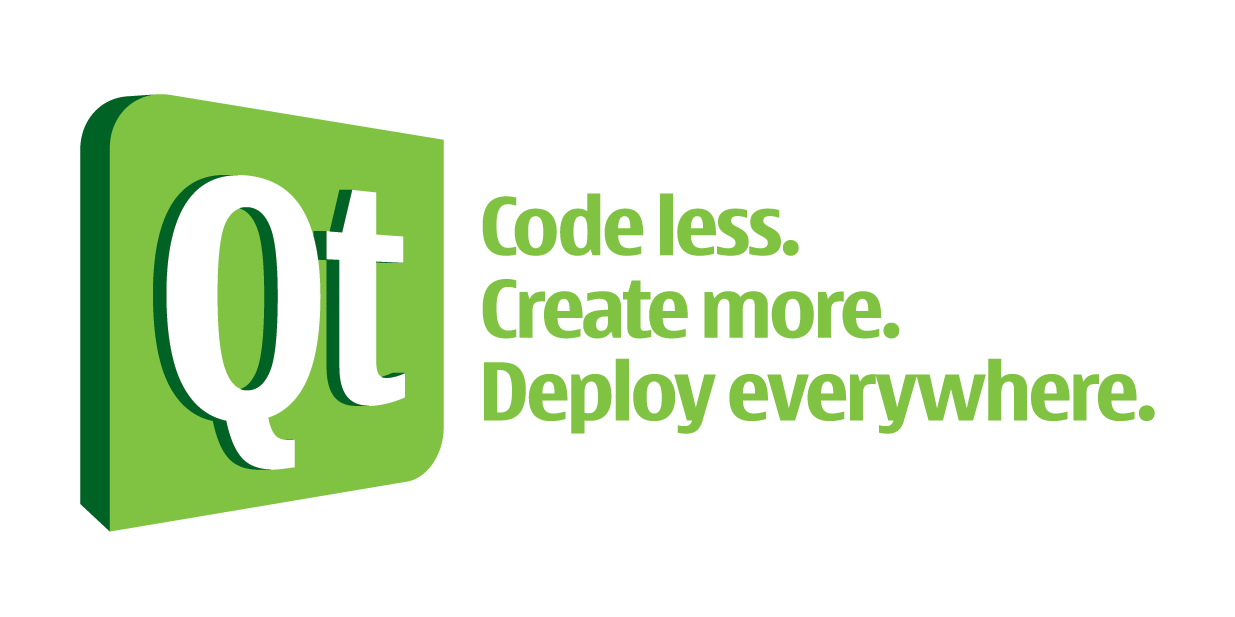 Qt
Code less.
Create more.
Deploy everywhere.